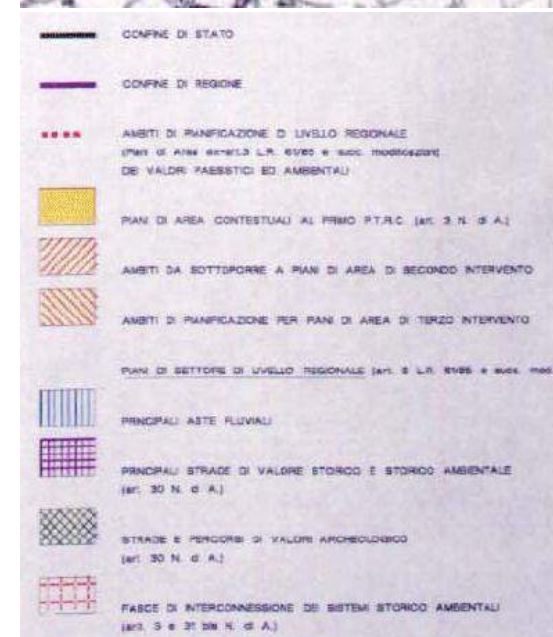 CONFINE DI STATO
CONFINE DI REGIONE
AMBITI DI PIANIFICAZIONE DI LIVELLO REGIONALE
(Piani di Area ex-art.3 L.R. 61/85 e succ. modificazioni)
DEI VALORI PAESISTICI ED AMBIENTALI
PIANI DI AREA CONTESTUALI AL PRIMO P.T.R.C. (art. 3 N. di A.)
AMBITI DA SOTTOPORRE A PIANI DI AREA DI SECONDO INTERVENTO
AMBITI DI PIANIFICAZIONE PER PIANI DI AREA DI TERZO INTERVENTO
PIANI DI SETTORE DI LIVELLO REGIONALE (art. 6 L.R. 61/85 e succ. mod.
PRINCIPALI ASTE FLUVIALI
PRINCIPALI STRADE DI VALORE STORICO E STORICO AMBIENTALE
(art. 30 N. di A.)
STRADE E PERCORSI DI VALORI ARCHEOLOGICO
(art. 30 N. di A.)
FASCE DI INTERCONNESSIONE DEI SISTEMI STORICO AMBIENTALI
(artt. 3 e 31 bis N. di A.)